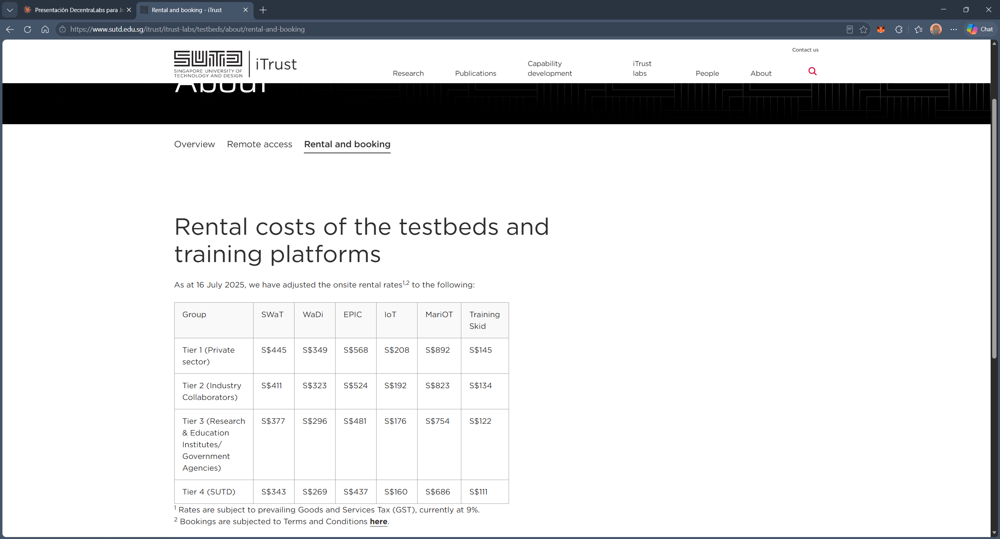 Presentación DecentraLabs para Jo
Rental and booking - iTrust
https://www.sutd.edu.sg/itrust/itrust-labs/testbeds/about/rental-and-booking
Chat
SUTD
SINGAPORE UNIVERSITY OF
TECHNOLOGY AND DESIGN
iTrust
Contact us
Research
Publications
Capability
development
iTrust
labs
People
About
About
Overview
Remote access
Rental and booking
Rental costs of the testbeds and
training platforms
As at 16 July 2025, we have adjusted the onsite rental rates1,2 to the following:
Group SWaT WaDi EPIC IoT MariOT Training
Skid
Tier 1 (Private S$445 S$349 S$568 S$208 S$892 S$145
sector)
Tier 2 (Industry S$411 S$323 S$524 S$192 S$823 S$134
Collaborators)
Tier 3 (Research S$377 S$296 S$481 S$176 S$754 S$122
& Education
Institutes/
Government
Agencies)
Tier 4 (SUTD) S$343 S$269 S$437 S$160 S$686 S$111
1 Rates are subject to prevailing Goods and Services Tax (GST), currently at 9%.
2 Bookings are subjected to Terms and Conditions here.